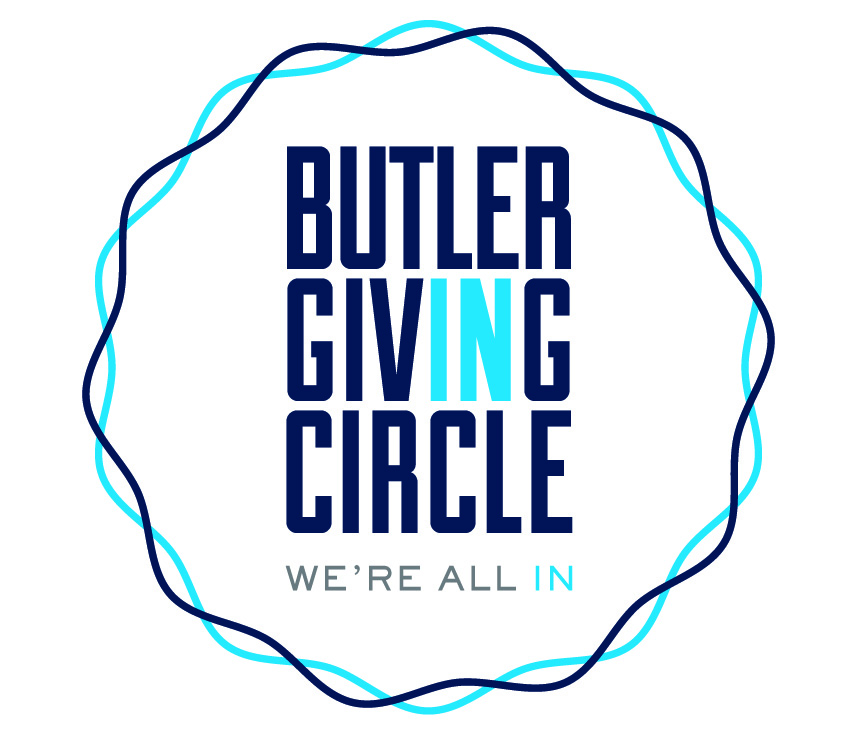 BUTLER
GIVING
CIRCLE
WE'RE ALL IN